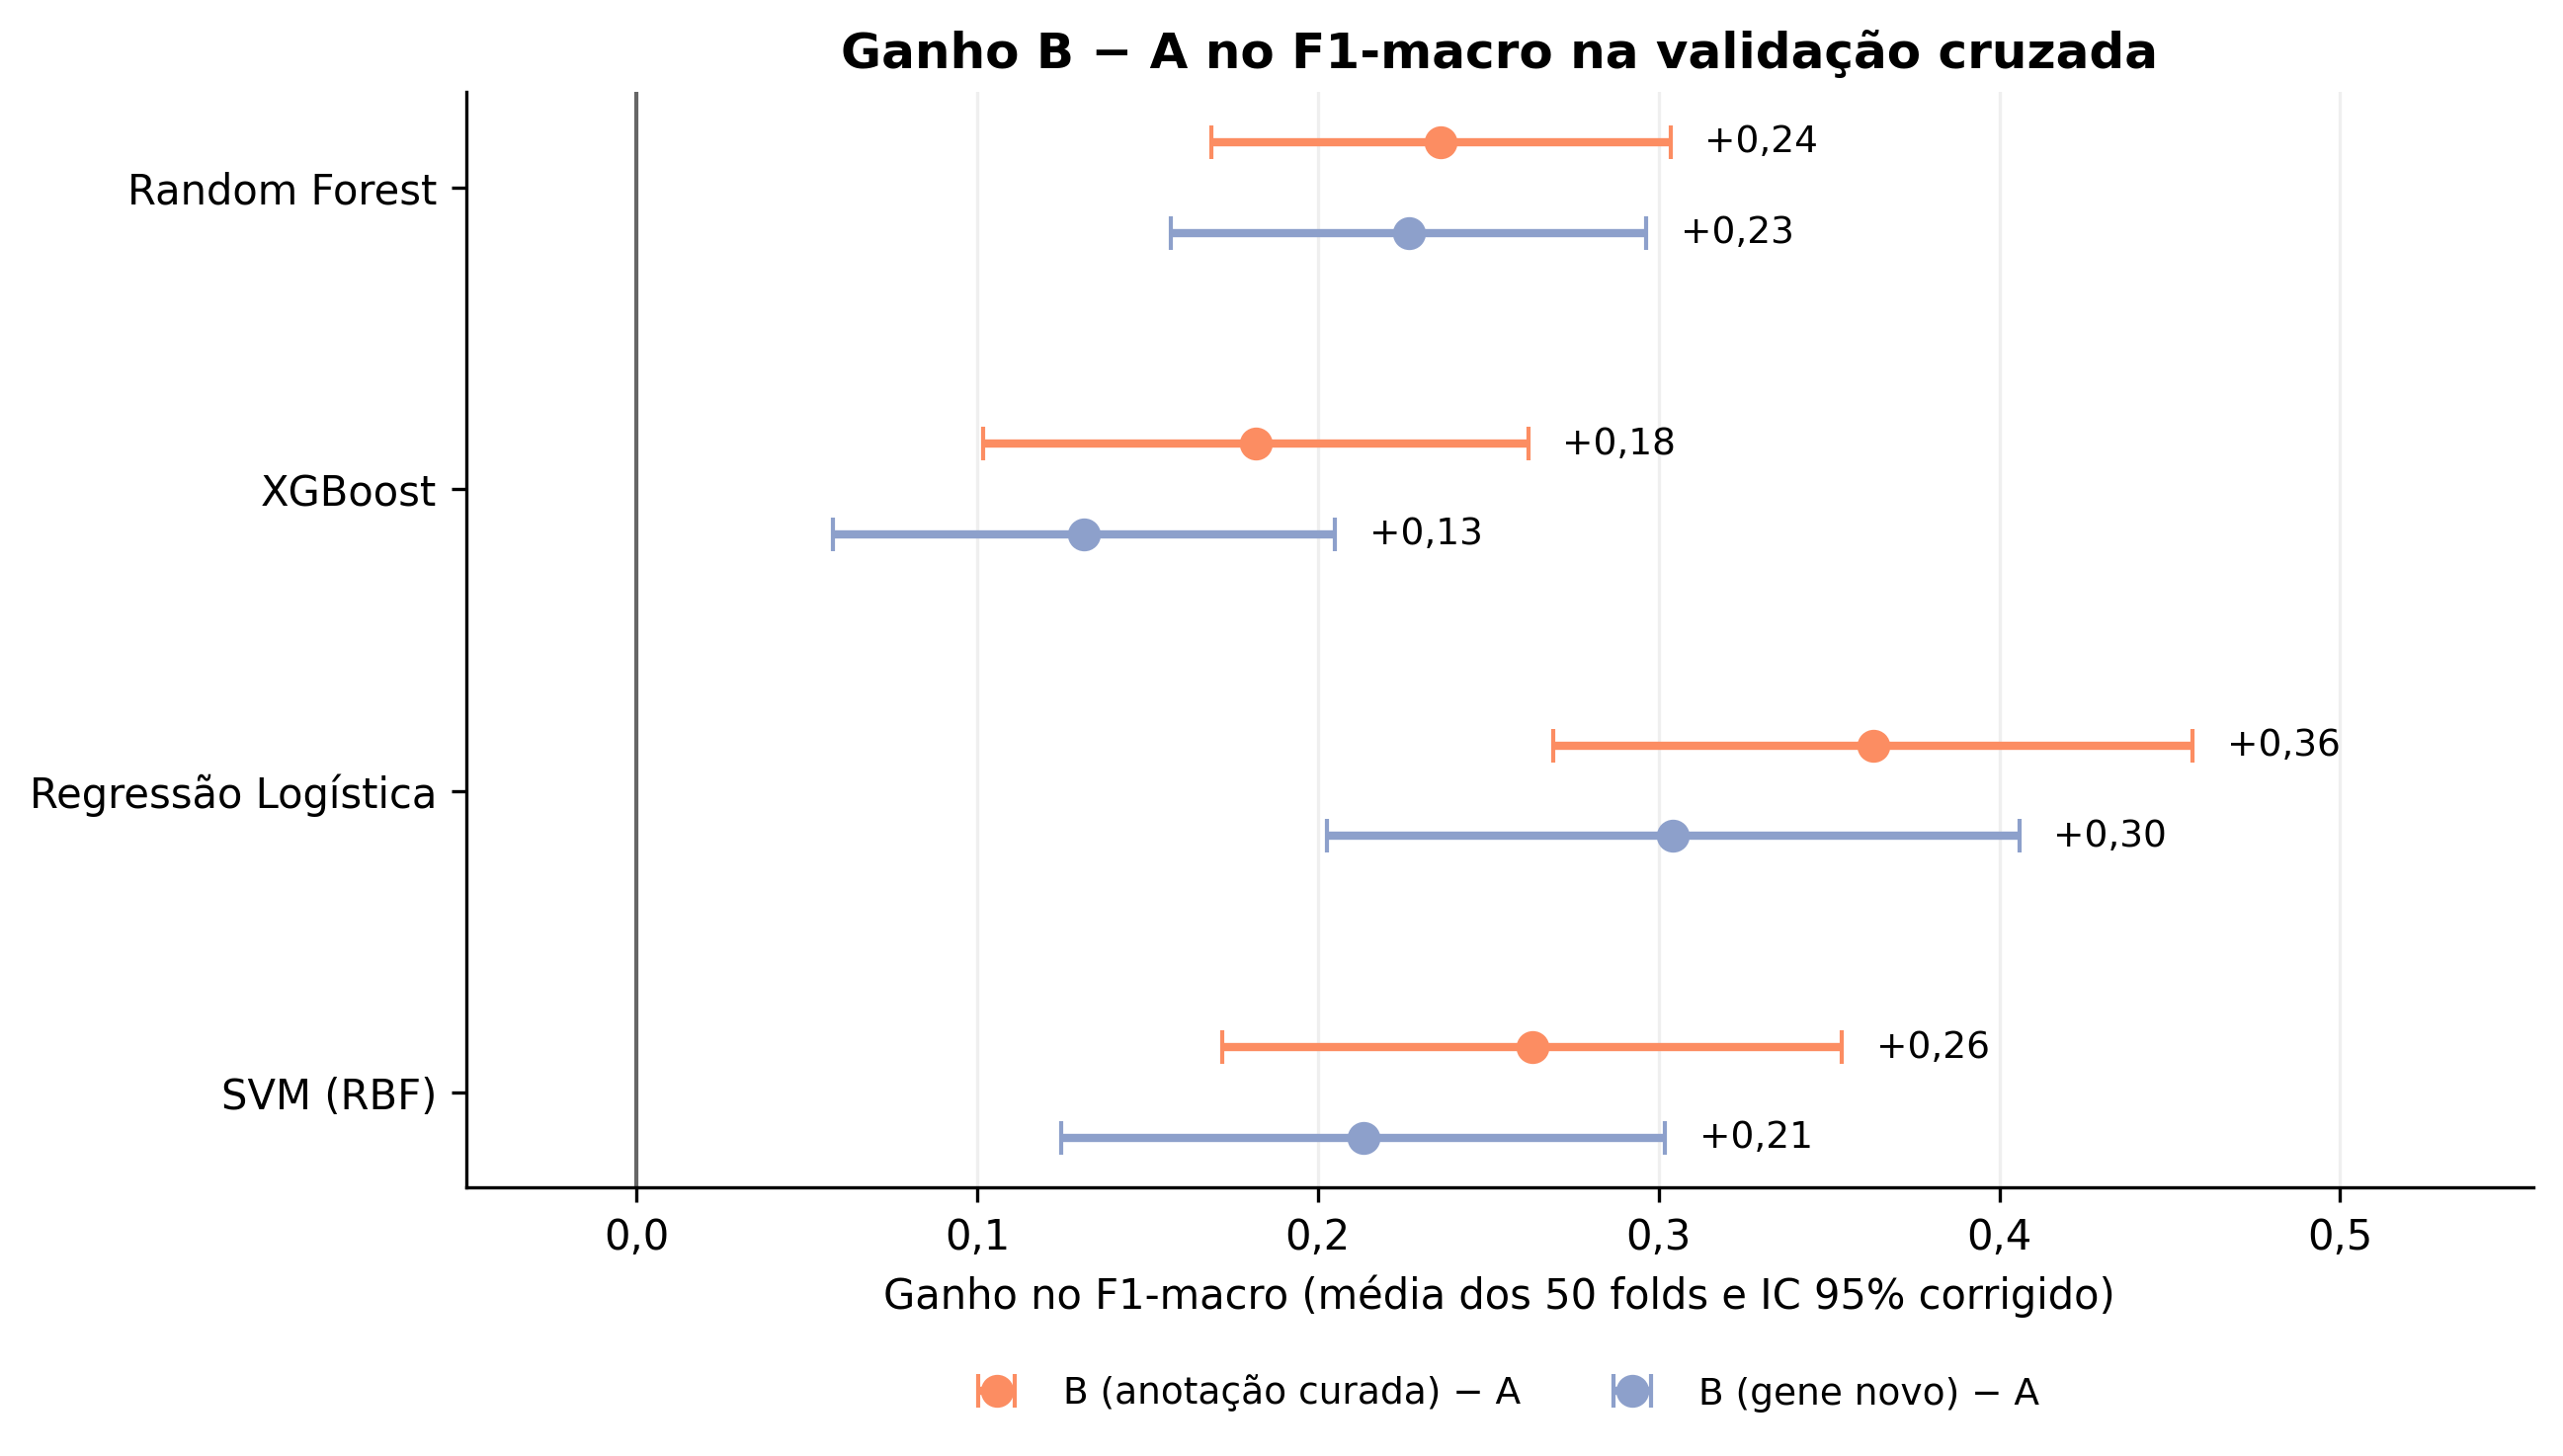 Ganho B − A no F1-macro na validação cruzada
Random Forest
+0,24
+0,23
XGBoost
+0,18
+0,13
Regressão Logística
+0,36
+0,30
SVM (RBF)
+0,26
+0,21
0,0 0,1 0,2 0,3 0,4 0,5
Ganho no F1-macro (média dos 50 folds e IC 95% corrigido)
B (anotação curada) − A B (gene novo) − A